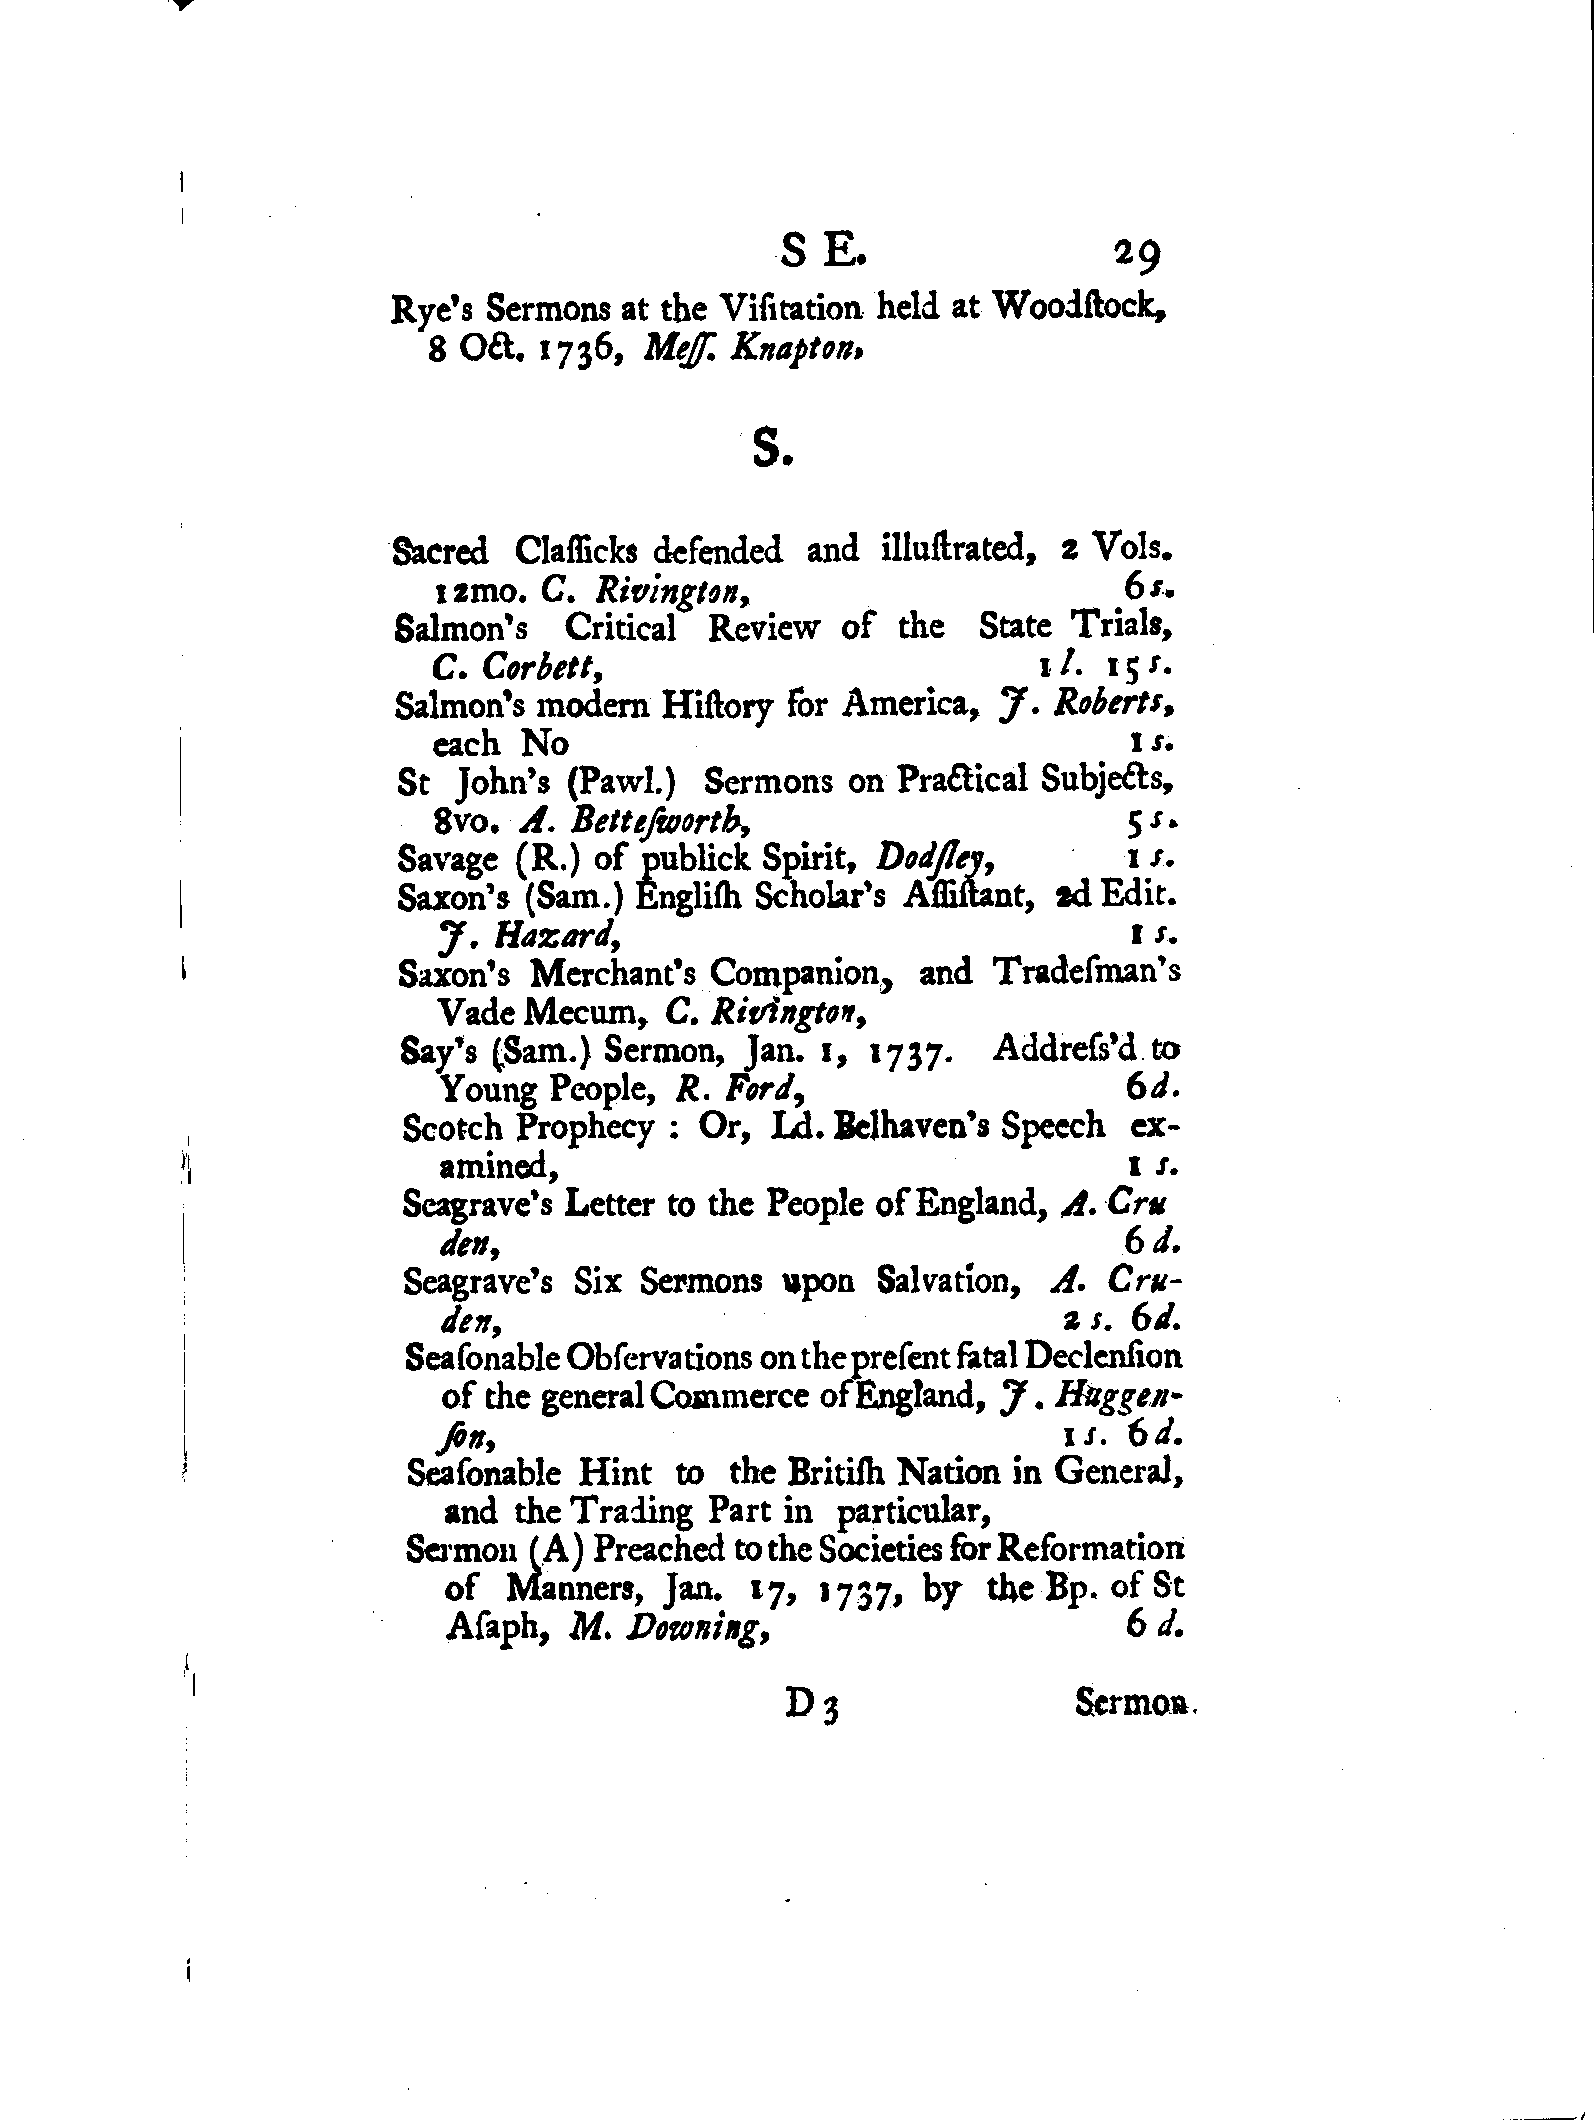 S E. 29
Rye's Sermons at the Viſitation held at Woodſtock,
8 Oct. 1736, Meſſ. Knapton,
S.
Sacred Claſſicks defended and illuſtrated, 2 Vols.
12mo. C. Rivington, 6 s.
Salmon's Critical Review of the State Trials,
C. Corbett, 1 l. 15 s.
Salmon's modern Hiſtory for America, J. Roberts,
each No 1 s.
St John's (Pawl.) Sermons on Practical Subjects,
8vo. A. Betteſworth, 5 s.
Savage (R.) of publick Spirit, Dodſley, 1 s.
Saxon's (Sam.) Engliſh Scholar's Aſſiſtant, 2d Edit.
J. Hazard, 1 s.
Saxon's Merchant's Companion, and Tradeſman's
Vade Mecum, C. Rivington,
Say's (Sam.) Sermon, Jan. 1, 1737. Addreſs'd to
Young People, R. Ford, 6 d.
Scotch Prophecy : Or, Ld. Belhaven's Speech ex-
amined, 1 s.
Seagrave's Letter to the People of England, A. Cru
den, 6 d.
Seagrave's Six Sermons upon Salvation, A. Cru-
den, 2 s. 6 d.
Seaſonable Obſervations on the preſent fatal Declenſion
of the general Commerce of England, J. Huggen-
ſon, 1 s. 6 d.
Seaſonable Hint to the Britiſh Nation in General,
and the Trading Part in particular,
Sermon (A) Preached to the Societies for Reformation
of Manners, Jan. 17, 1737, by the Bp. of St
Aſaph, M. Downing, 6 d.
D 3 Sermon